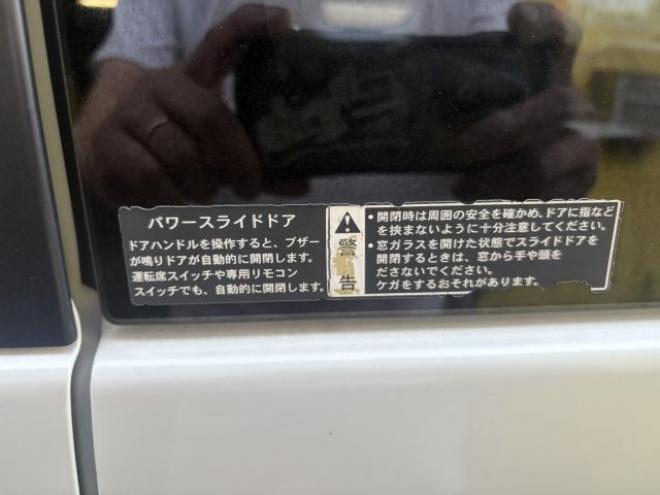 パワースライドドア
ドアハンドルを操作すると、ブザー
が鳴りドアが自動的に開閉します。
運転席スイッチや専用リモコン
スイッチでも、自動的に開閉します。
警告
・開閉時は周囲の安全を確かめ、ドアに指など
を挟まないように十分注意してください。
・窓ガラスを開けた状態でスライドドアを
開閉するときは、窓から手や頭を
ださないでください。
ケガをするおそれがあります。